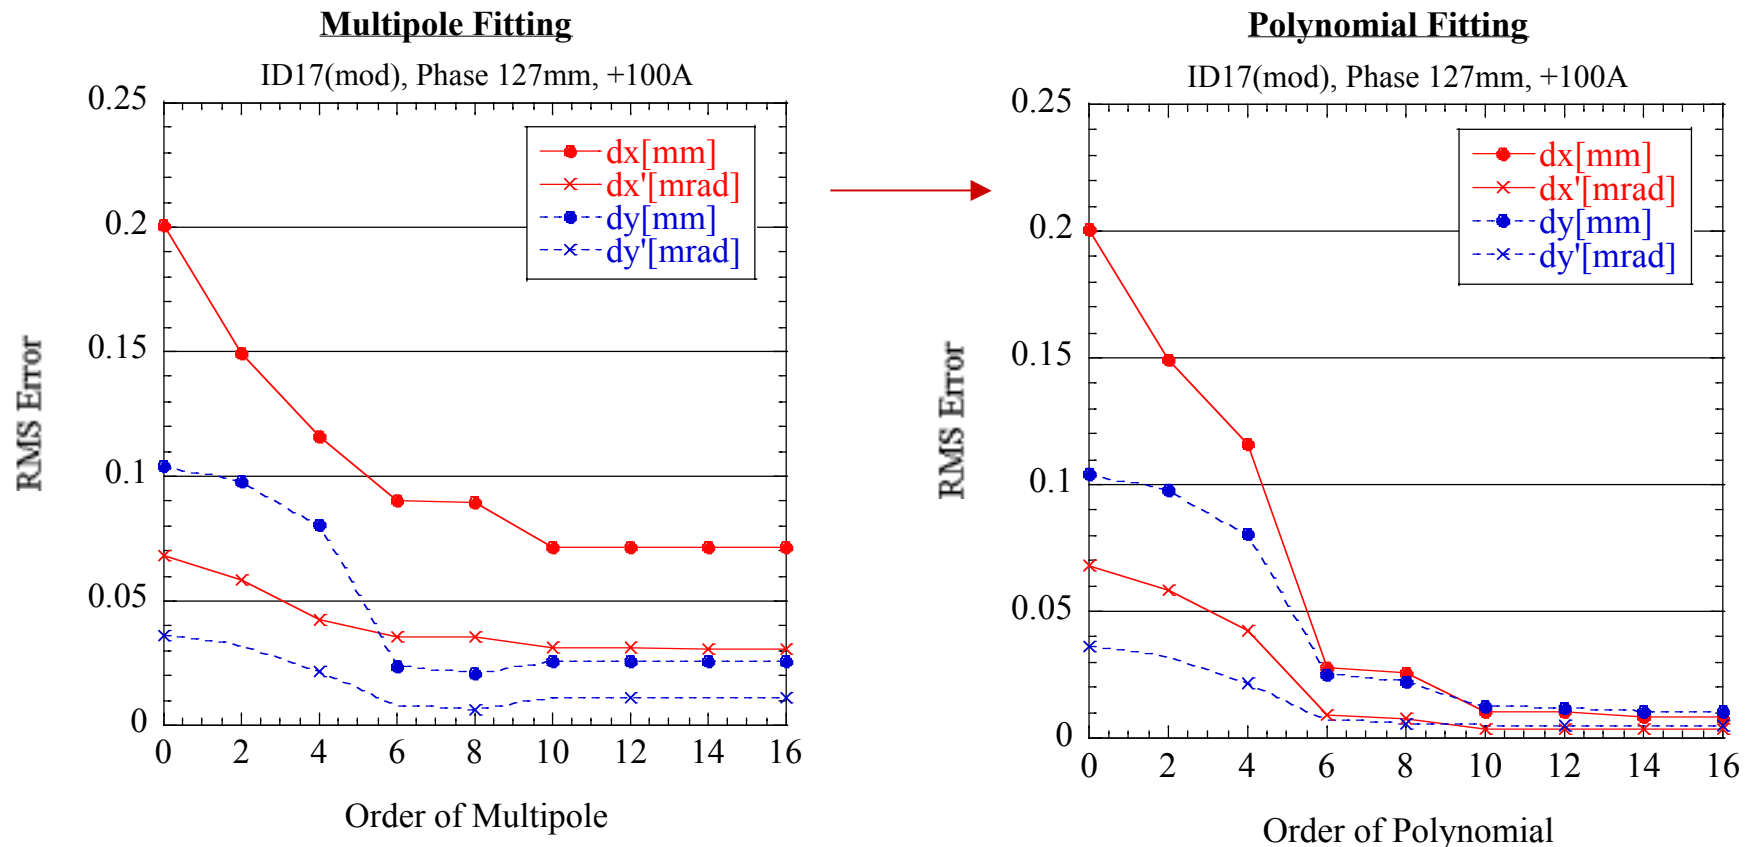 Multipole Fitting
ID17(mod), Phase 127mm, +100A
0.25
0.2
0.15
0.1
0.05
0
0 2 4 6 8 10 12 14 16
RMS Error
Order of Multipole
dx[mm]
dx'[mrad]
dy[mm]
dy'[mrad]
Polynomial Fitting
ID17(mod), Phase 127mm, +100A
0.25
0.2
0.15
0.1
0.05
0
0 2 4 6 8 10 12 14 16
RMS Error
Order of Polynomial
dx[mm]
dx'[mrad]
dy[mm]
dy'[mrad]